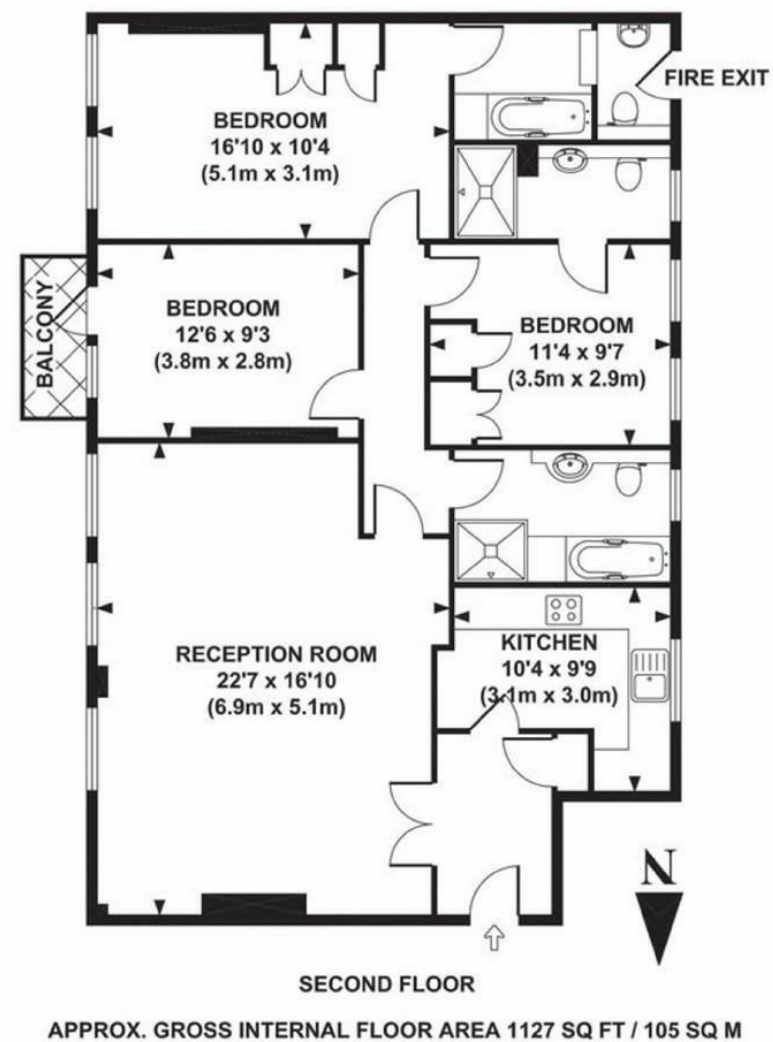 FIRE EXIT
BEDROOM
16'10 x 10'4
(5.1m x 3.1m)
BALCONY
BEDROOM
12'6 x 9'3
(3.8m x 2.8m)
BEDROOM
11'4 x 9'7
(3.5m x 2.9m)
RECEPTION ROOM
22'7 x 16'10
(6.9m x 5.1m)
KITCHEN
10'4 x 9'9
(3.1m x 3.0m)
N
SECOND FLOOR
APPROX. GROSS INTERNAL FLOOR AREA 1127 SQ FT / 105 SQ M